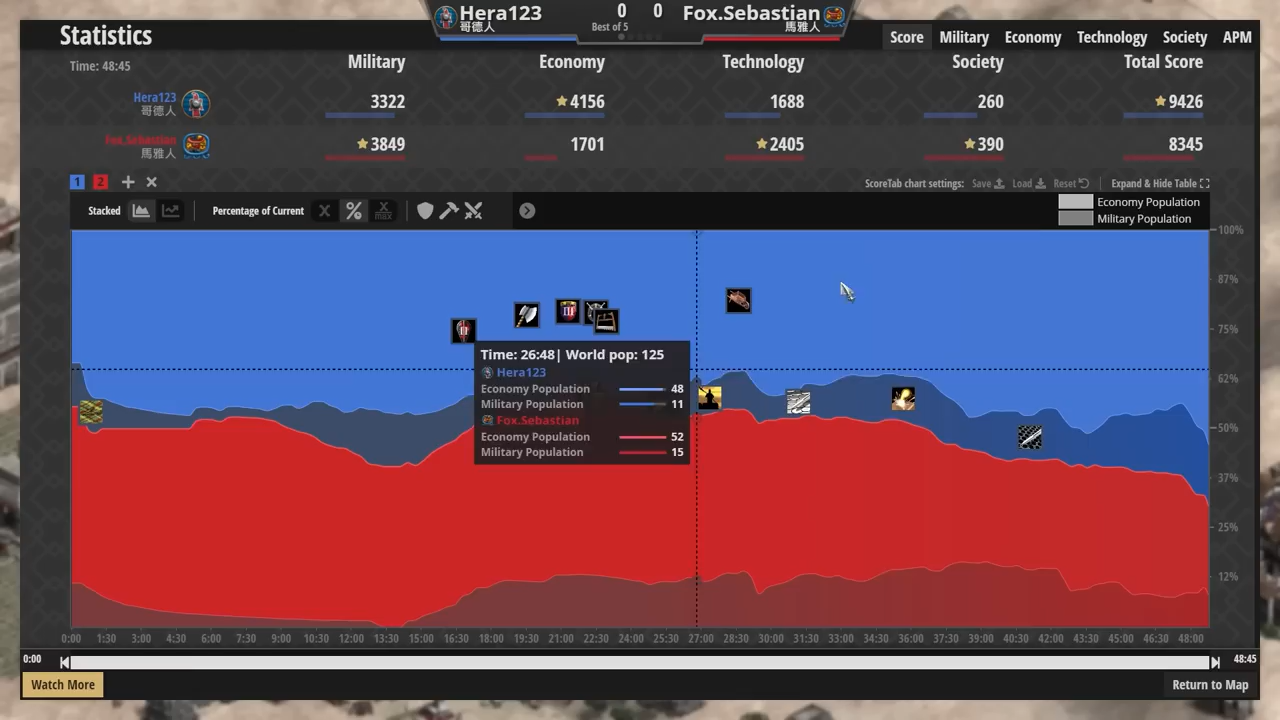 Hera123 0 0 Fox.Sebastian
哥德人 Best of 5 馬雅人
Statistics
Score Military Economy Technology Society APM
Time: 48:45
Military Economy Technology Society Total Score
Hera123
哥德人
3322 4156 1688 260 9426
Fox.Sebastian
馬雅人
3849 1701 2405 390 8345
1 2
ScoreTab chart settings: Save Load Reset Expand & Hide Table
Stacked Percentage of Current X % X max
Economy Population
Military Population
100%
87%
75%
62%
50%
37%
25%
12%
II
III
Time: 26:48| World pop: 125
Hera123
Economy Population 48
Military Population 11
Fox.Sebastian
Economy Population 52
Military Population 15
0:00 1:30 3:00 4:30 6:00 7:30 9:00 10:30 12:00 13:30 15:00 16:30 18:00 19:30 21:00 22:30 24:00 25:30 27:00 28:30 30:00 31:30 33:00 34:30 36:00 37:30 39:00 40:30 42:00 43:30 45:00 46:30 48:00
0:00 48:45
Watch More Return to Map